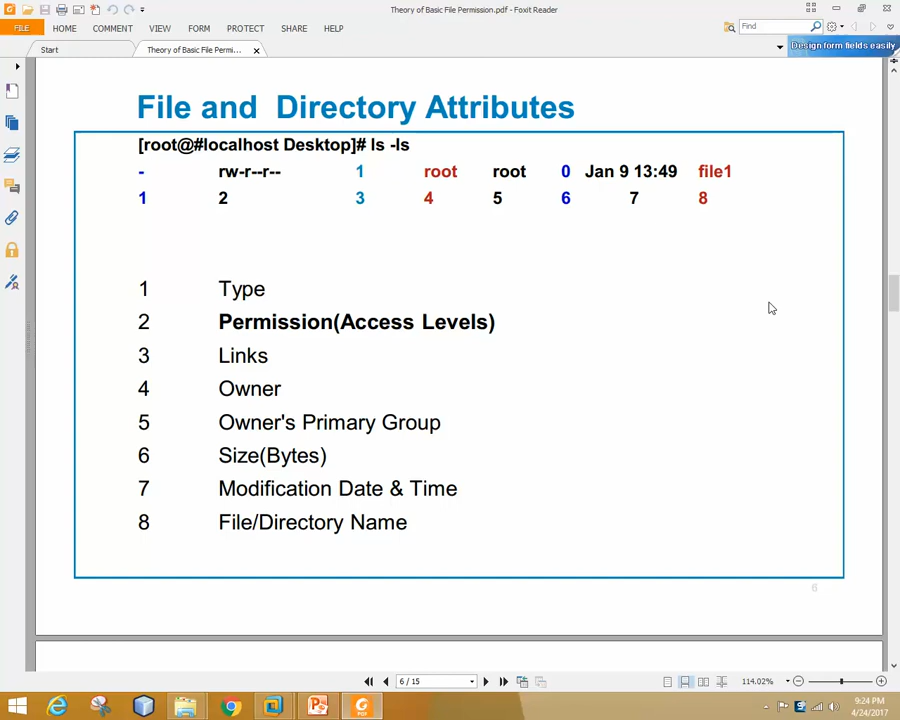 Theory of Basic File Permission.pdf - Foxit Reader
FILE HOME COMMENT VIEW FORM PROTECT SHARE HELP Find
Start Theory of Basic File Permi... Design form fields easily
File and Directory Attributes
[root@#localhost Desktop]# ls -ls
- rw-r--r-- 1 root root 0 Jan 9 13:49 file1
1 2 3 4 5 6 7 8
1 Type
2 Permission(Access Levels)
3 Links
4 Owner
5 Owner's Primary Group
6 Size(Bytes)
7 Modification Date & Time
8 File/Directory Name
6
6 / 15 114.02%
9:24 PM
4/24/2017